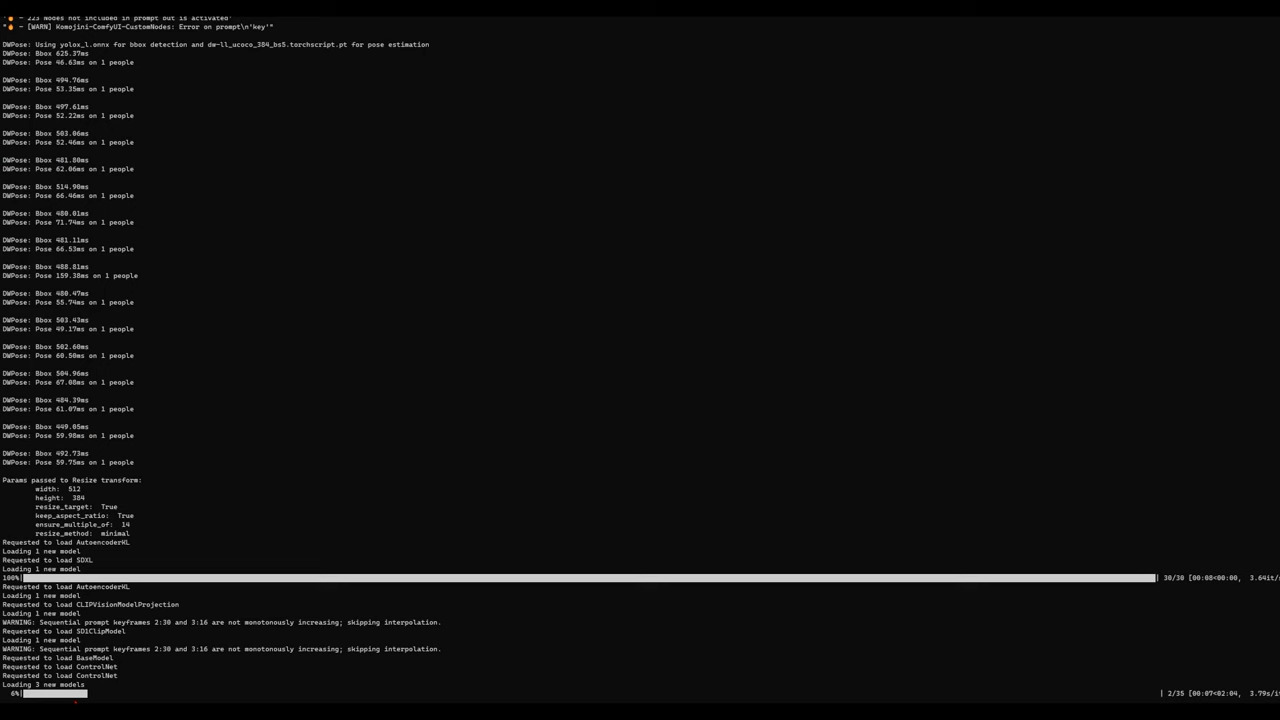 - 223 Nodes not included in prompt but is activated'
" - [WARN] Komojini-ComfyUI-CustomNodes: Error on prompt\n'key'"
DWPose: Using yolox_l.onnx for bbox detection and dw-ll_ucoco_384_bs5.torchscript.pt for pose estimation
DWPose: Bbox 625.37ms
DWPose: Pose 46.63ms on 1 people
DWPose: Bbox 494.76ms
DWPose: Pose 53.35ms on 1 people
DWPose: Bbox 497.61ms
DWPose: Pose 52.22ms on 1 people
DWPose: Bbox 503.06ms
DWPose: Pose 52.46ms on 1 people
DWPose: Bbox 481.80ms
DWPose: Pose 62.06ms on 1 people
DWPose: Bbox 514.90ms
DWPose: Pose 66.46ms on 1 people
DWPose: Bbox 480.01ms
DWPose: Pose 71.74ms on 1 people
DWPose: Bbox 481.11ms
DWPose: Pose 66.53ms on 1 people
DWPose: Bbox 488.81ms
DWPose: Pose 159.38ms on 1 people
DWPose: Bbox 480.47ms
DWPose: Pose 55.74ms on 1 people
DWPose: Bbox 503.43ms
DWPose: Pose 49.17ms on 1 people
DWPose: Bbox 502.60ms
DWPose: Pose 60.50ms on 1 people
DWPose: Bbox 504.96ms
DWPose: Pose 67.08ms on 1 people
DWPose: Bbox 484.39ms
DWPose: Pose 61.07ms on 1 people
DWPose: Bbox 449.05ms
DWPose: Pose 59.98ms on 1 people
DWPose: Bbox 492.73ms
DWPose: Pose 59.75ms on 1 people
Params passed to Resize transform:
width: 512
height: 384
resize_target: True
keep_aspect_ratio: True
ensure_multiple_of: 14
resize_method: minimal
Requested to load AutoencoderKL
Loading 1 new model
Requested to load SDXL
Loading 1 new model
100%| | 30/30 [00:08<00:00, 3.64it/s
Requested to load AutoencoderKL
Loading 1 new model
Requested to load CLIPVisionModelProjection
Loading 1 new model
WARNING: Sequential prompt keyframes 2:30 and 3:16 are not monotonously increasing; skipping interpolation.
Requested to load SD1ClipModel
Loading 1 new model
WARNING: Sequential prompt keyframes 2:30 and 3:16 are not monotonously increasing; skipping interpolation.
Requested to load BaseModel
Requested to load ControlNet
Requested to load ControlNet
Loading 3 new models
6%| | 2/35 [00:07<02:04, 3.79s/i